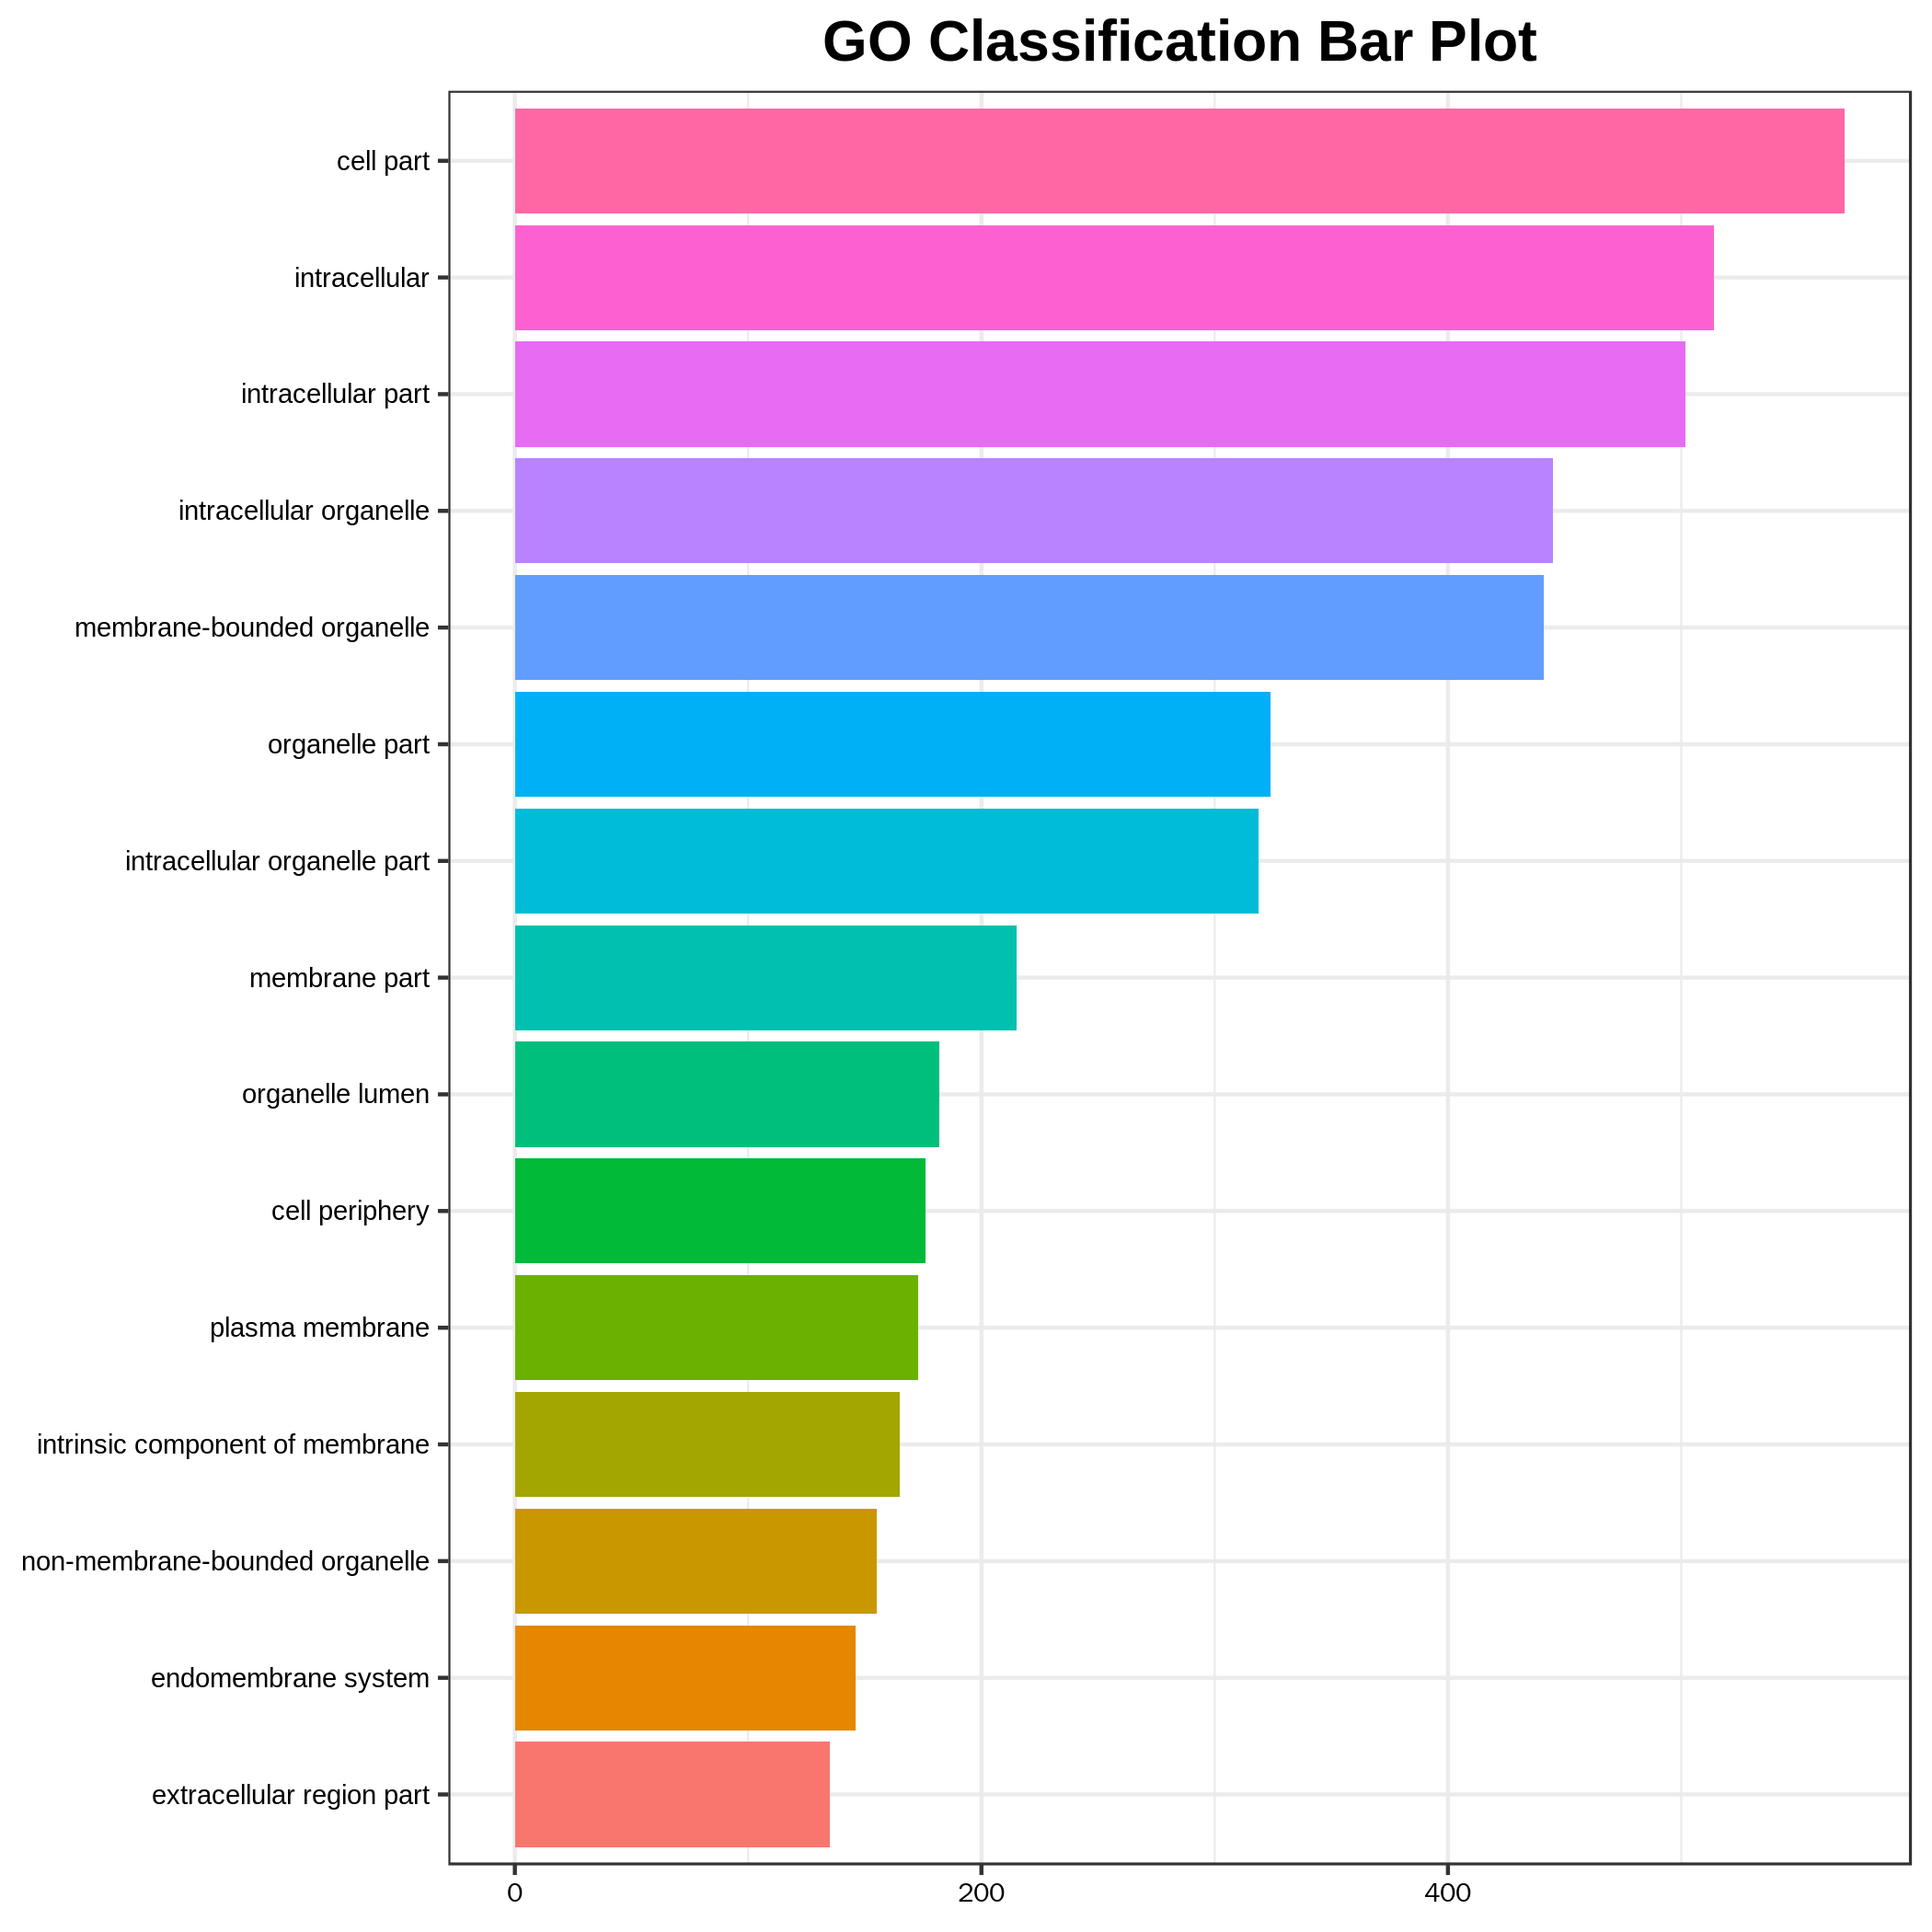 GO Classification Bar Plot
cell part
intracellular
intracellular part
intracellular organelle
membrane-bounded organelle
organelle part
intracellular organelle part
membrane part
organelle lumen
cell periphery
plasma membrane
intrinsic component of membrane
non-membrane-bounded organelle
endomembrane system
extracellular region part
0 200 400